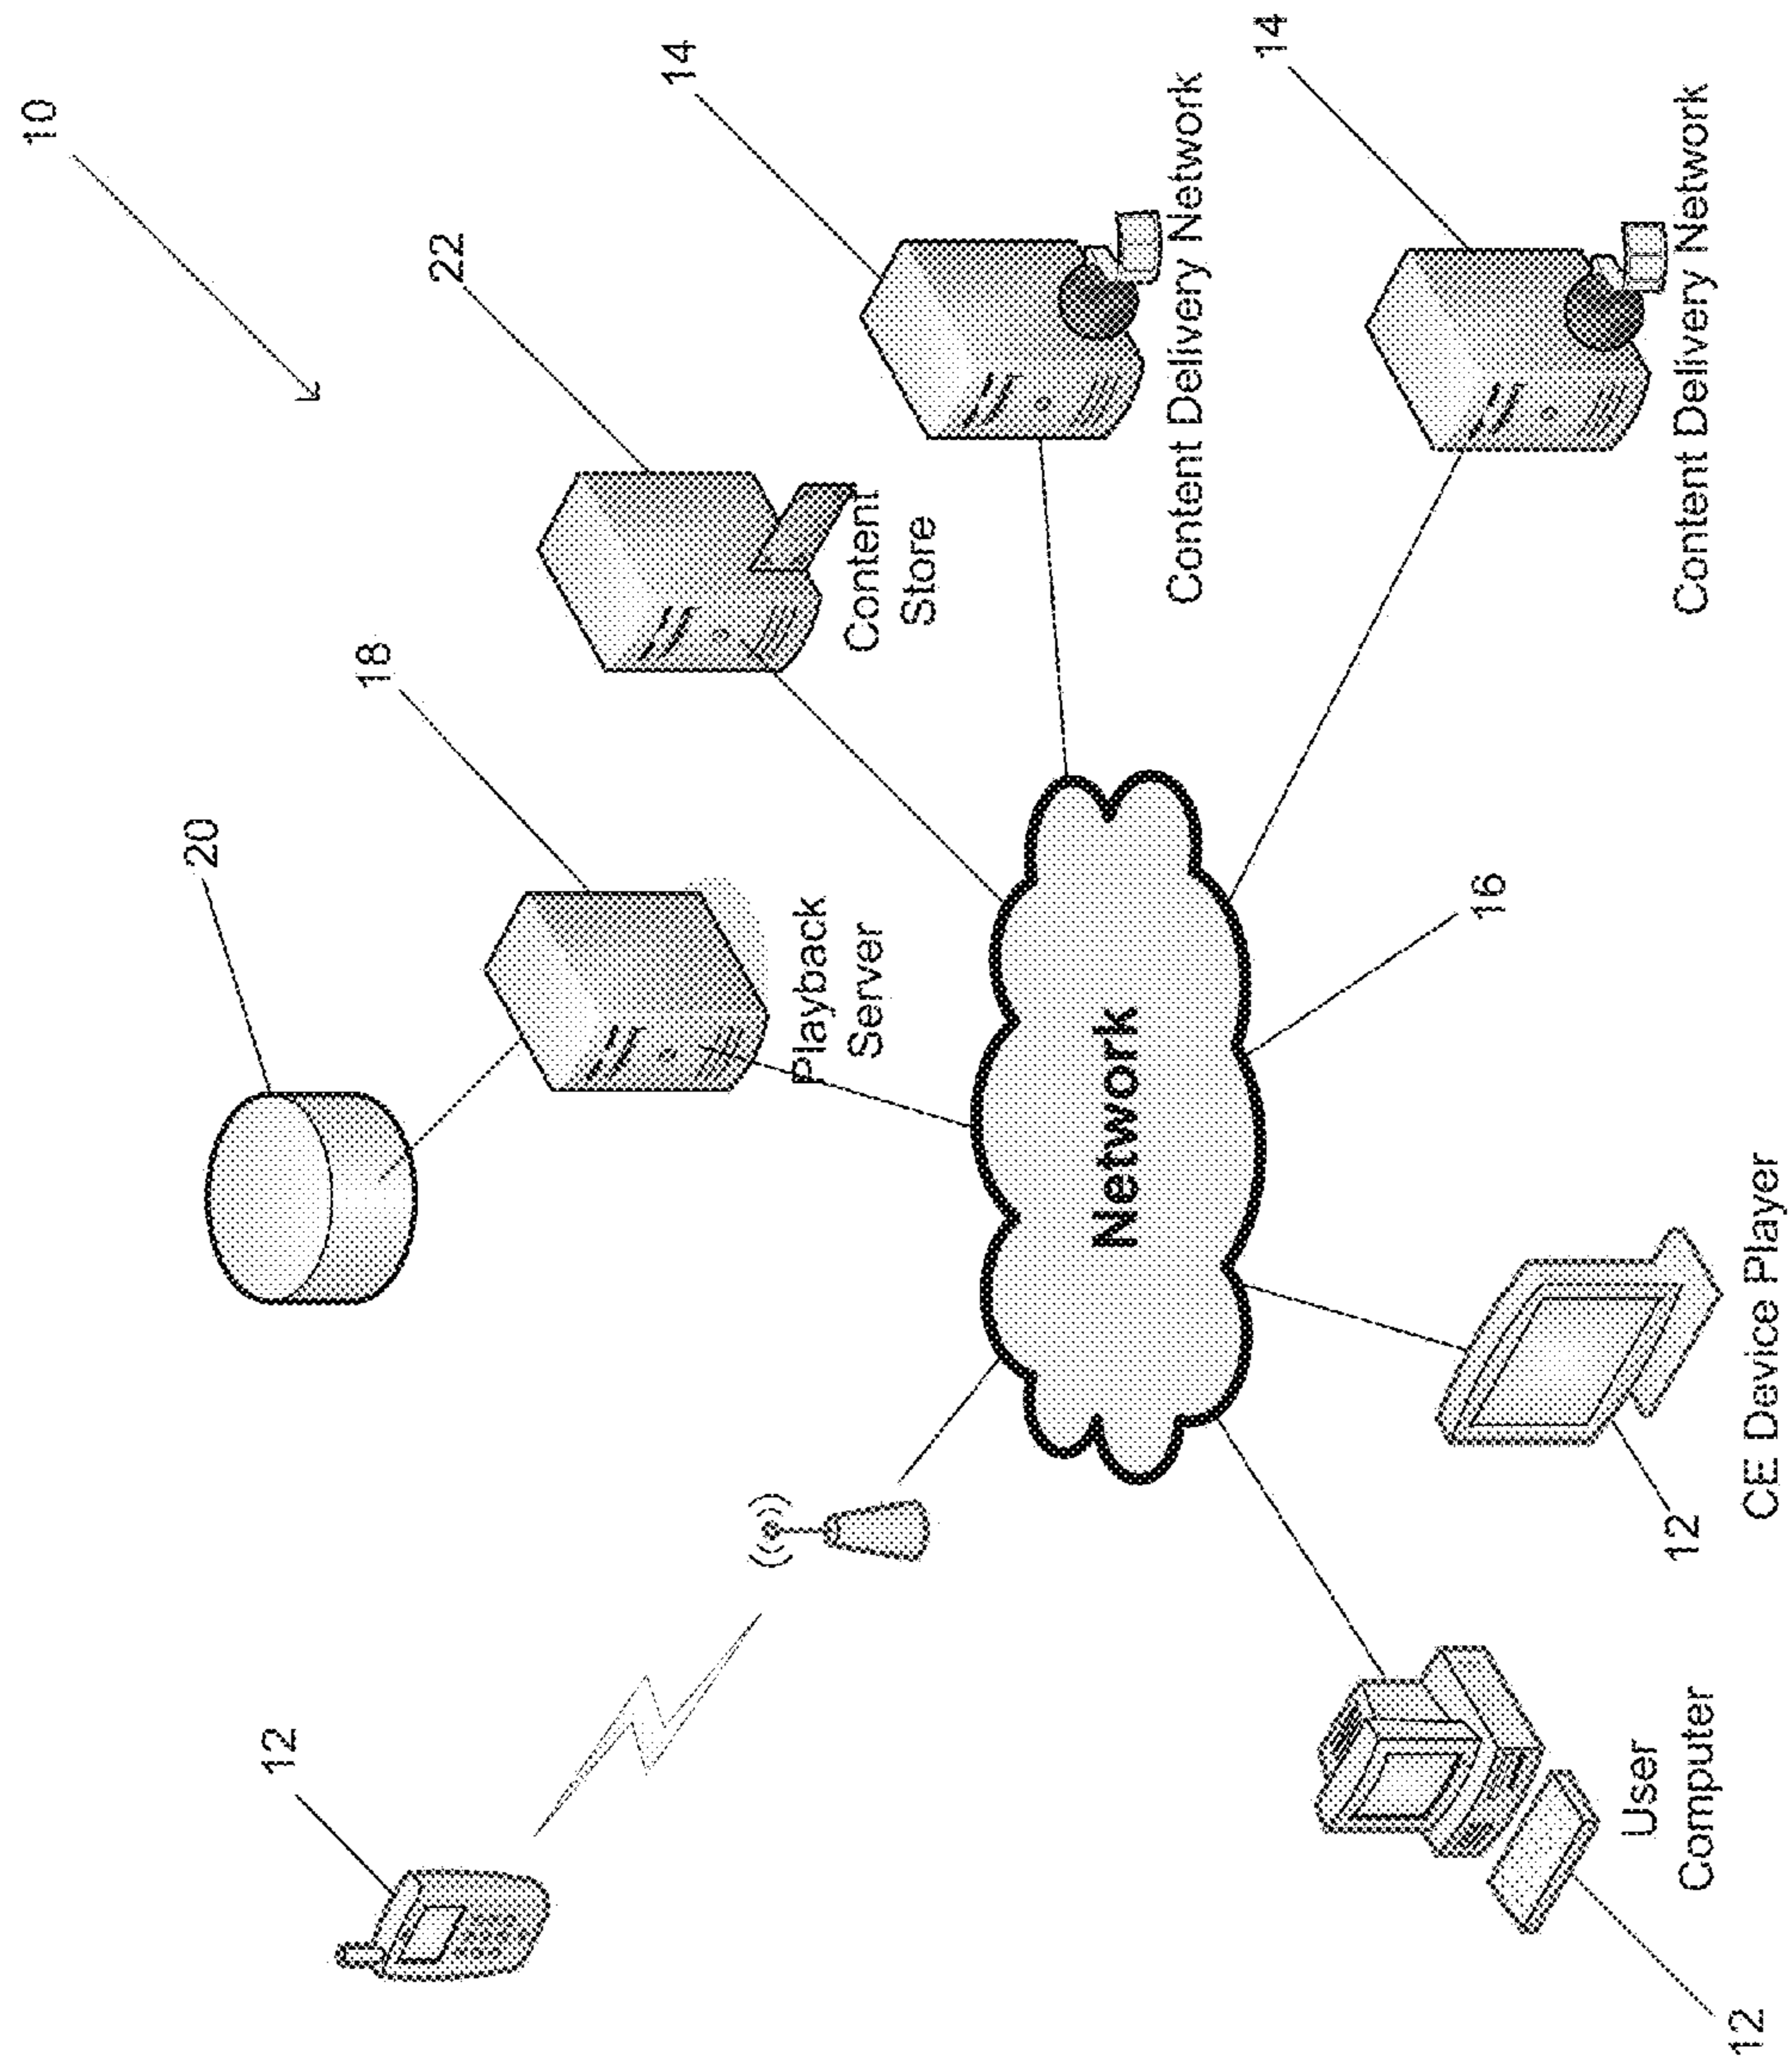 10
20
12
18
22
14
Playback
Server
Content
Store
Content Delivery Network
14
Network
16
Content Delivery Network
12
User
Computer
12
CE Device Player